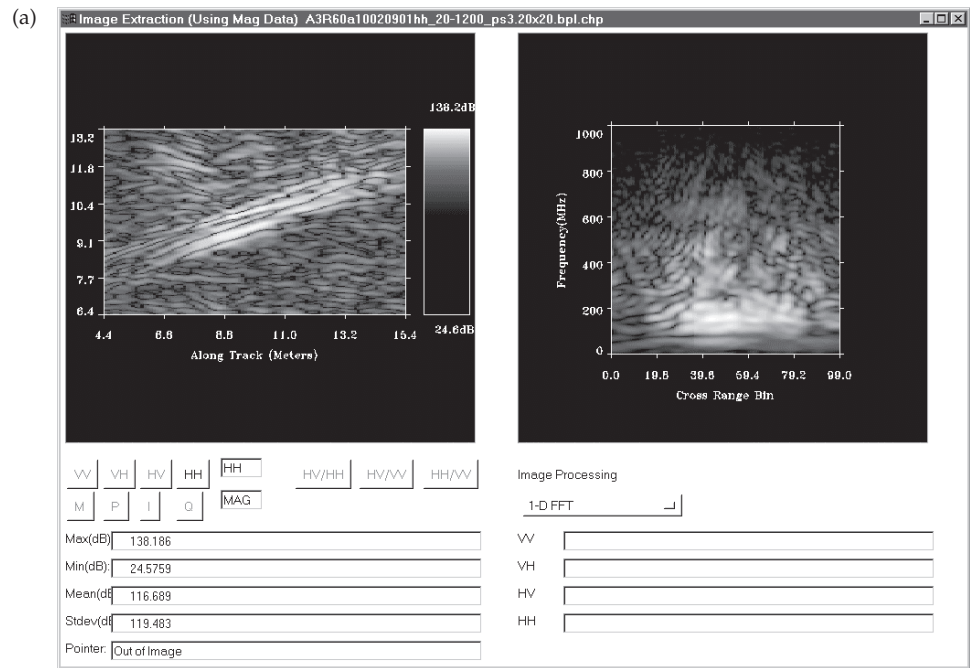 (a)
Image Extraction (Using Mag Data) A3R60a10020901hh_20-1200_ps3.20x20.bpl.chp
138.2dB
13.2
11.8
10.4
9.1
7.7
6.4
4.4 6.6 8.8 11.0 13.2 15.4
24.6dB
Along Track (Meters)
1000
800
600
400
200
0
Frequency(MHz)
0.0 19.8 39.6 59.4 79.2 99.0
Cross Range Bin
VV VH HV HH HH HV/HH HV/VV HH/VV
M P I Q MAG
Image Processing
1-D FFT
Max(dB) 138.186
Min(dB): 24.5759
Mean(dB 116.689
Stdev(dB 119.483
Pointer: Out of Image
VV
VH
HV
HH